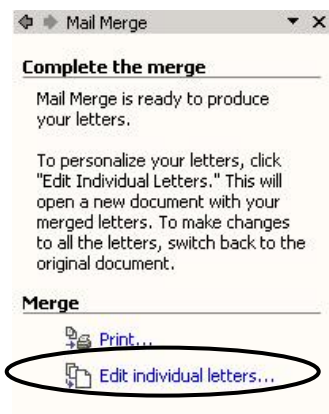 Mail Merge
Complete the merge
Mail Merge is ready to produce
your letters.
To personalize your letters, click
"Edit Individual Letters." This will
open a new document with your
merged letters. To make changes
to all the letters, switch back to the
original document.
Merge
Print...
Edit individual letters...